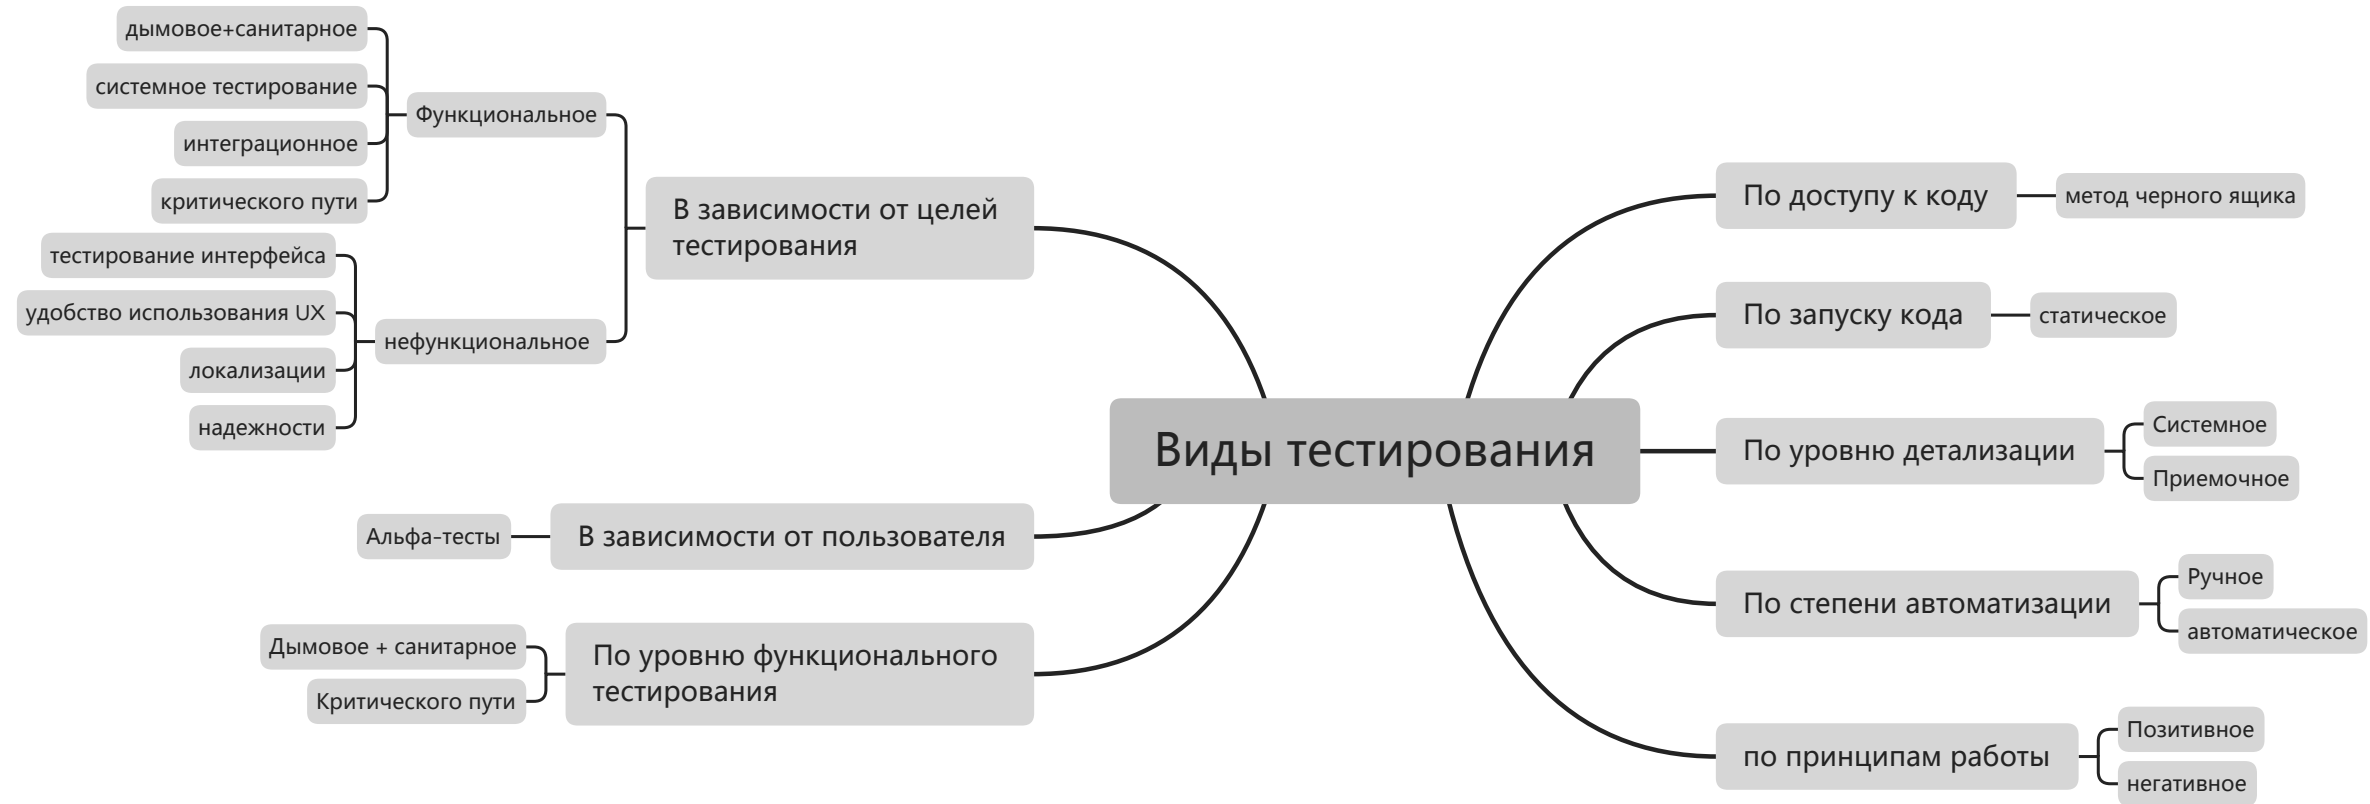 дымовое+санитарное
системное тестирование
интеграционное
критического пути
Функциональное
тестирование интерфейса
удобство использования UX
локализации
надежности
нефункциональное
В зависимости от целей
тестирования
Альфа-тесты
В зависимости от пользователя
Дымовое + санитарное
Критического пути
По уровню функционального
тестирования
Виды тестирования
По доступу к коду
метод черного ящика
По запуску кода
статическое
По уровню детализации
Системное
Приемочное
По степени автоматизации
Ручное
автоматическое
по принципам работы
Позитивное
негативное